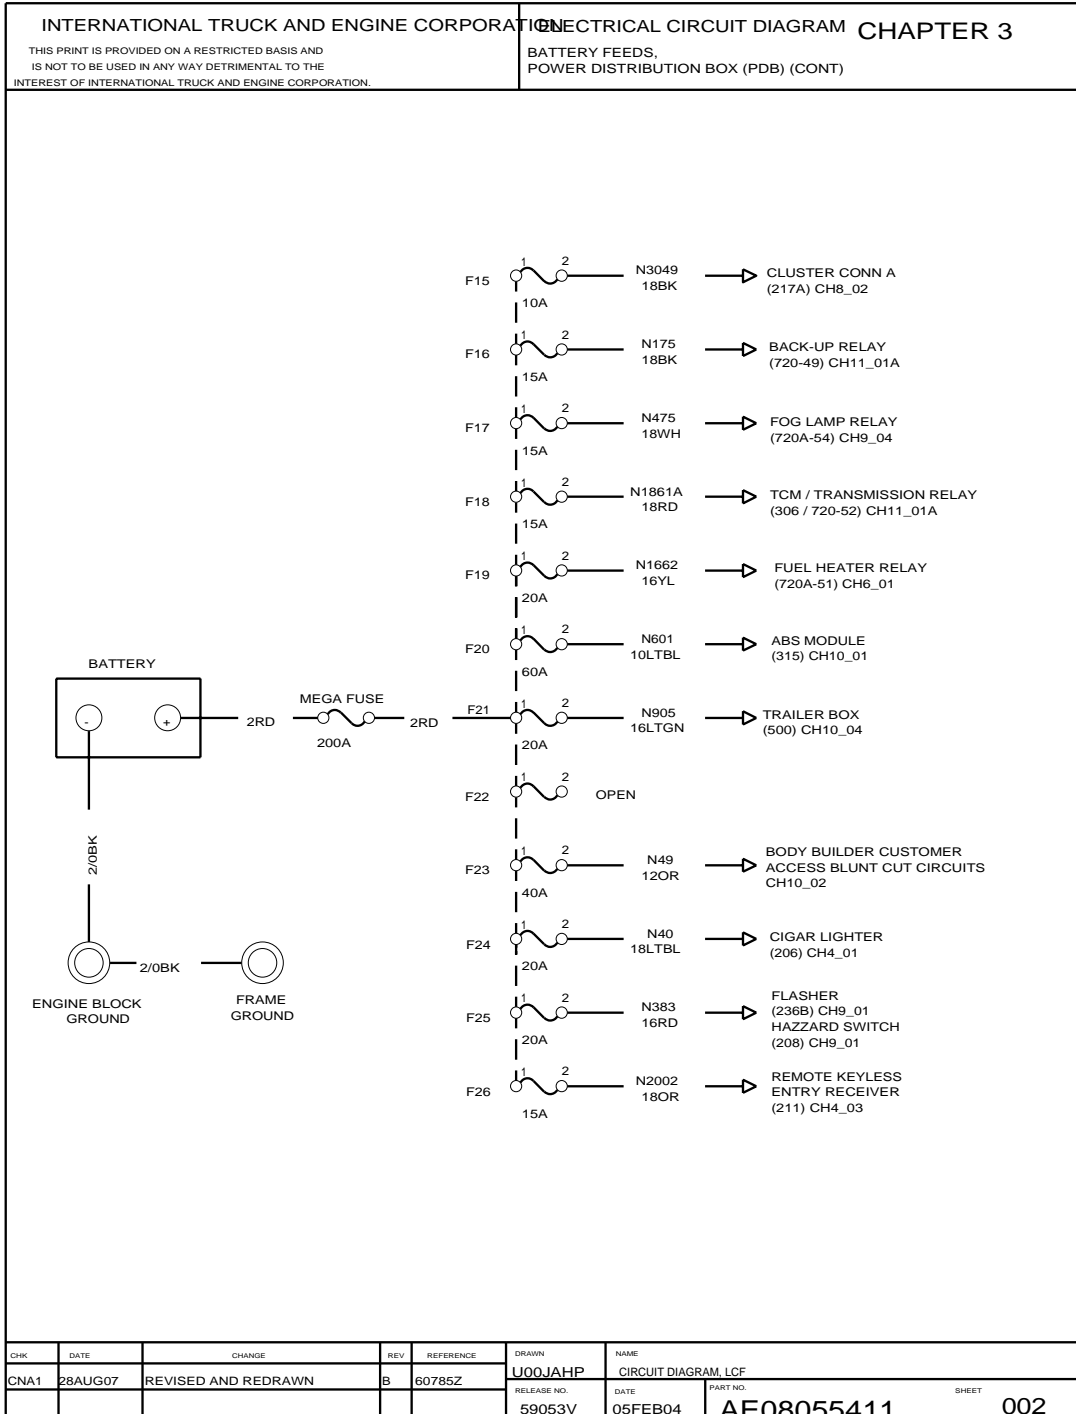 INTERNATIONAL TRUCK AND ENGINE CORPORATION
THIS PRINT IS PROVIDED ON A RESTRICTED BASIS AND
IS NOT TO BE USED IN ANY WAY DETRIMENTAL TO THE
INTEREST OF INTERNATIONAL TRUCK AND ENGINE CORPORATION.
ELECTRICAL CIRCUIT DIAGRAM CHAPTER 3
BATTERY FEEDS,
POWER DISTRIBUTION BOX (PDB) (CONT)
F15 1 2 N3049 CLUSTER CONN A
10A 18BK (217A) CH8_02
F16 1 2 N175 BACK-UP RELAY
15A 18BK (720-49) CH11_01A
F17 1 2 N475 FOG LAMP RELAY
15A 18WH (720A-54) CH9_04
F18 1 2 N1861A TCM / TRANSMISSION RELAY
15A 18RD (306 / 720-52) CH11_01A
F19 1 2 N1662 FUEL HEATER RELAY
20A 16YL (720A-51) CH6_01
F20 1 2 N601 ABS MODULE
60A 10LTBL (315) CH10_01
BATTERY
- + 2RD MEGA FUSE 2RD
200A
F21 1 2 N905 TRAILER BOX
20A 16LTGN (500) CH10_04
F22 1 2 OPEN
2/0BK
F23 1 2 N49 BODY BUILDER CUSTOMER
40A 12OR ACCESS BLUNT CUT CIRCUITS
CH10_02
F24 1 2 N40 CIGAR LIGHTER
20A 18LTBL (206) CH4_01
2/0BK
ENGINE BLOCK
GROUND
FRAME
GROUND
F25 1 2 N383 FLASHER
20A 16RD (236B) CH9_01
HAZZARD SWITCH
(208) CH9_01
F26 1 2 N2002 REMOTE KEYLESS
15A 18OR ENTRY RECEIVER
(211) CH4_03
CHK DATE CHANGE REV REFERENCE DRAWN NAME
CNA1 28AUG07 REVISED AND REDRAWN B 60785Z U00JAHP CIRCUIT DIAGRAM, LCF
RELEASE NO. DATE PART NO. SHEET
59053V 05FEB04 AE08055411 002